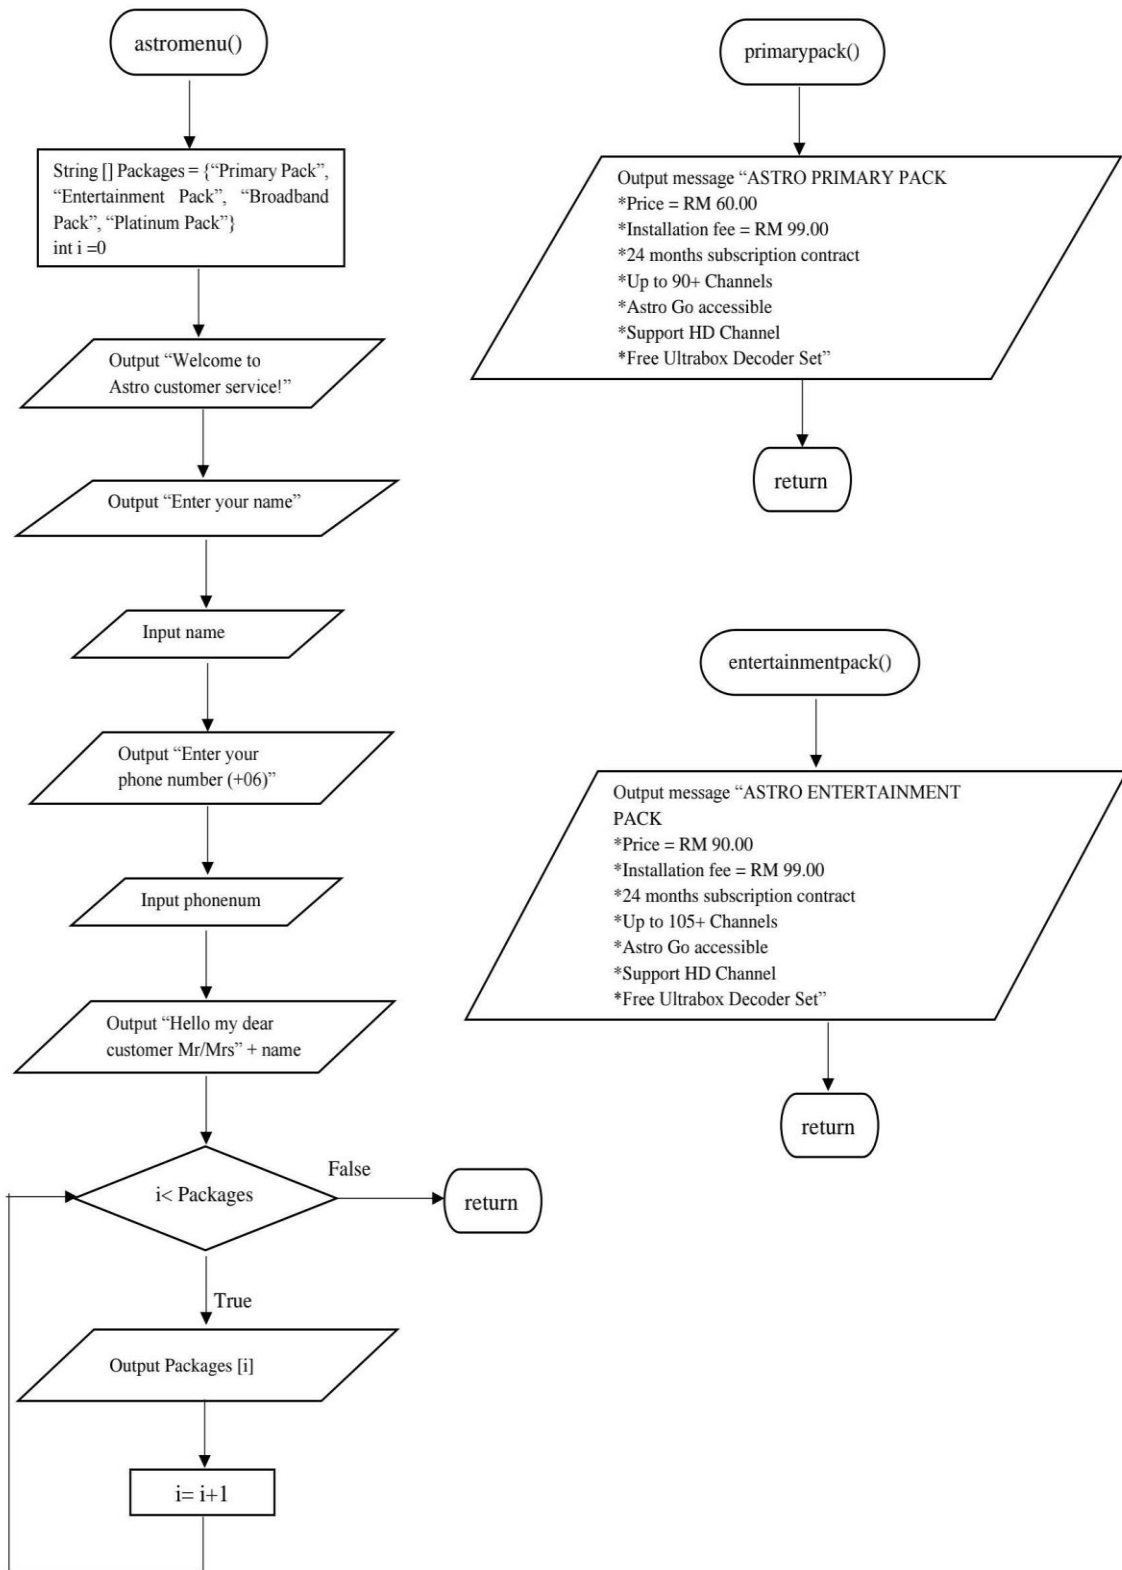 astromenu()
String [] Packages = {“Primary Pack”,
“Entertainment Pack”, “Broadband
Pack”, “Platinum Pack”}
int i =0
Output “Welcome to
Astro customer service!”
Output “Enter your name”
Input name
Output “Enter your
phone number (+06)”
Input phonenum
Output “Hello my dear
customer Mr/Mrs” + name
i< Packages
False
return
True
Output Packages [i]
i= i+1
primarypack()
Output message “ASTRO PRIMARY PACK
*Price = RM 60.00
*Installation fee = RM 99.00
*24 months subscription contract
*Up to 90+ Channels
*Astro Go accessible
*Support HD Channel
*Free Ultrabox Decoder Set”
return
entertainmentpack()
Output message “ASTRO ENTERTAINMENT
PACK
*Price = RM 90.00
*Installation fee = RM 99.00
*24 months subscription contract
*Up to 105+ Channels
*Astro Go accessible
*Support HD Channel
*Free Ultrabox Decoder Set”
return